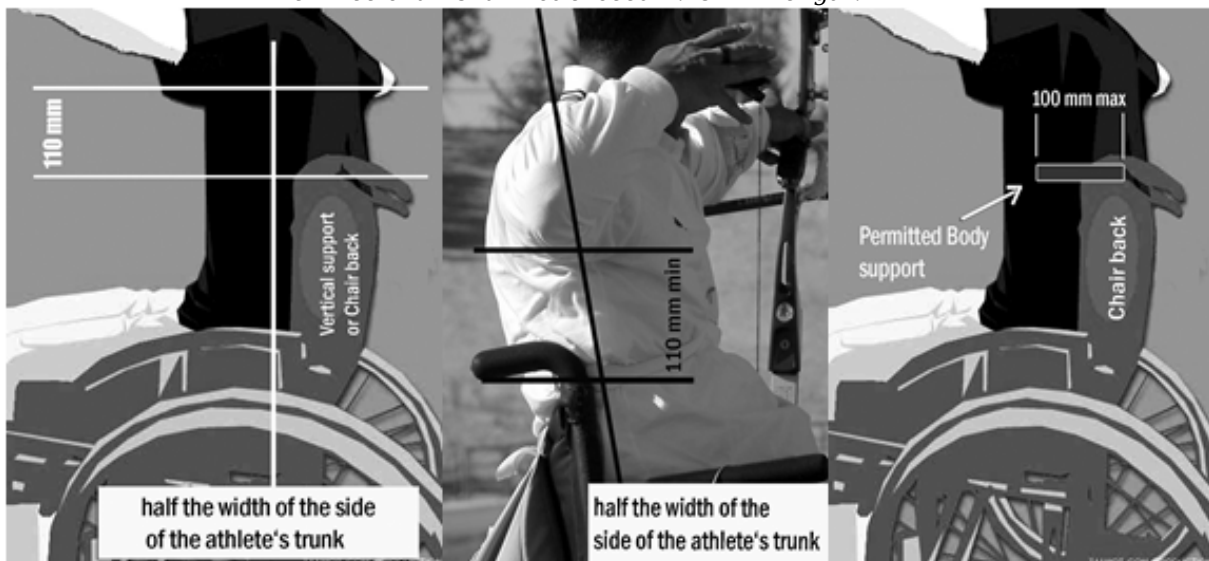 110 mm
Vertical support
or Chair back
half the width of the side
of the athlete's trunk
110 mm min
half the width of the
side of the athlete's trunk
100 mm max
Permitted Body
support
Chair back